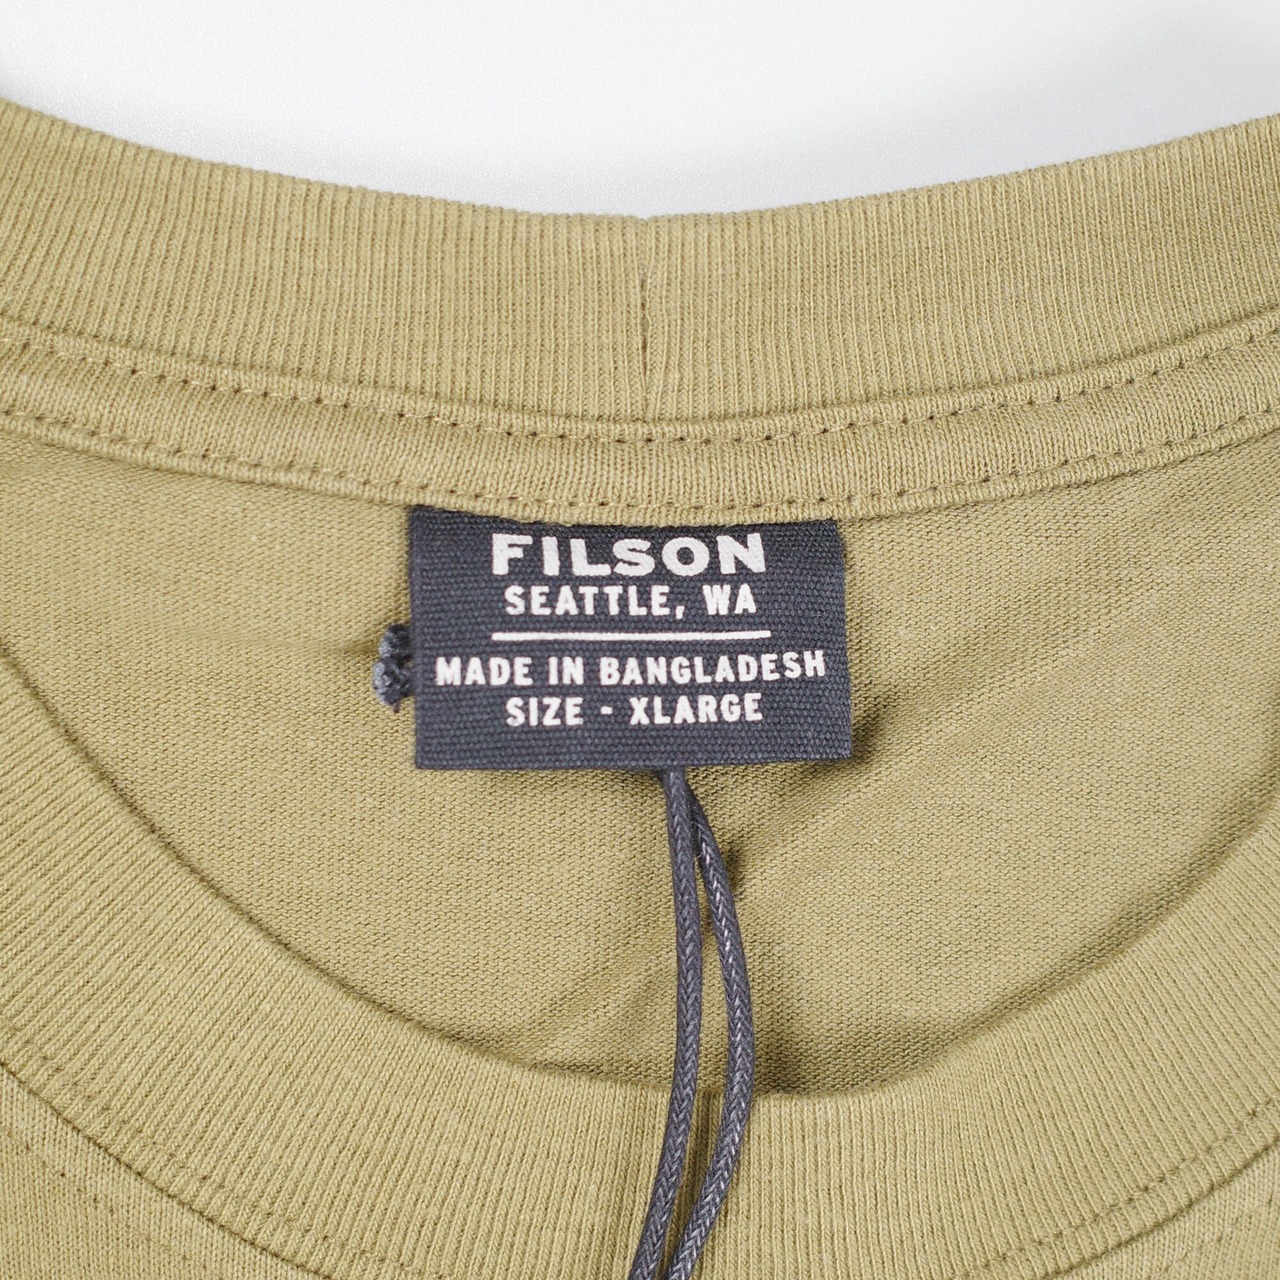 FILSON
SEATTLE, WA
MADE IN BANGLADESH
SIZE - XLARGE